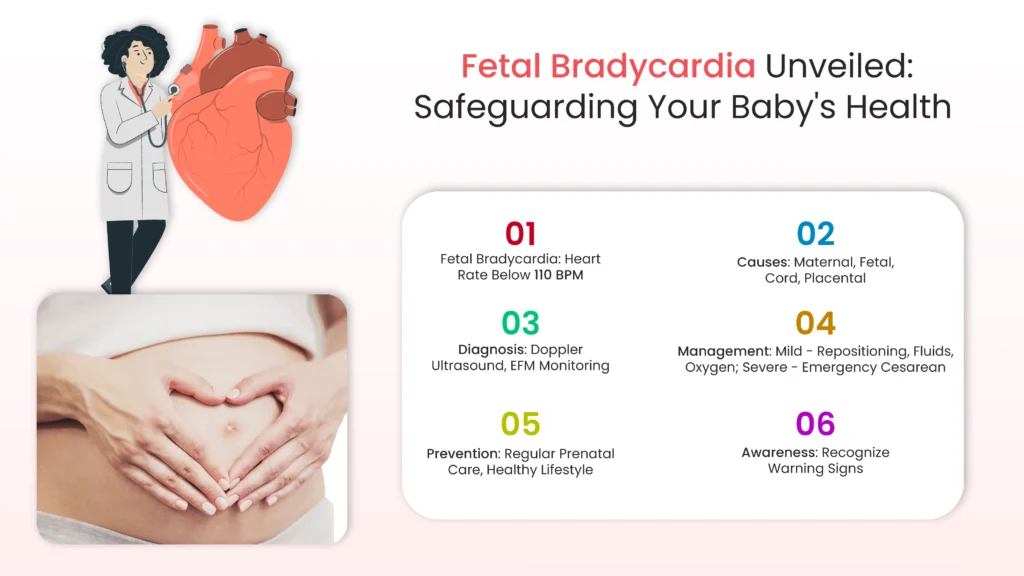 Fetal Bradycardia Unveiled:
Safeguarding Your Baby's Health
01
Fetal Bradycardia: Heart
Rate Below 110 BPM
02
Causes: Maternal, Fetal,
Cord, Placental
03
Diagnosis: Doppler
Ultrasound, EFM Monitoring
04
Management: Mild - Repositioning, Fluids,
Oxygen; Severe - Emergency Cesarean
05
Prevention: Regular Prenatal
Care, Healthy Lifestyle
06
Awareness: Recognize
Warning Signs